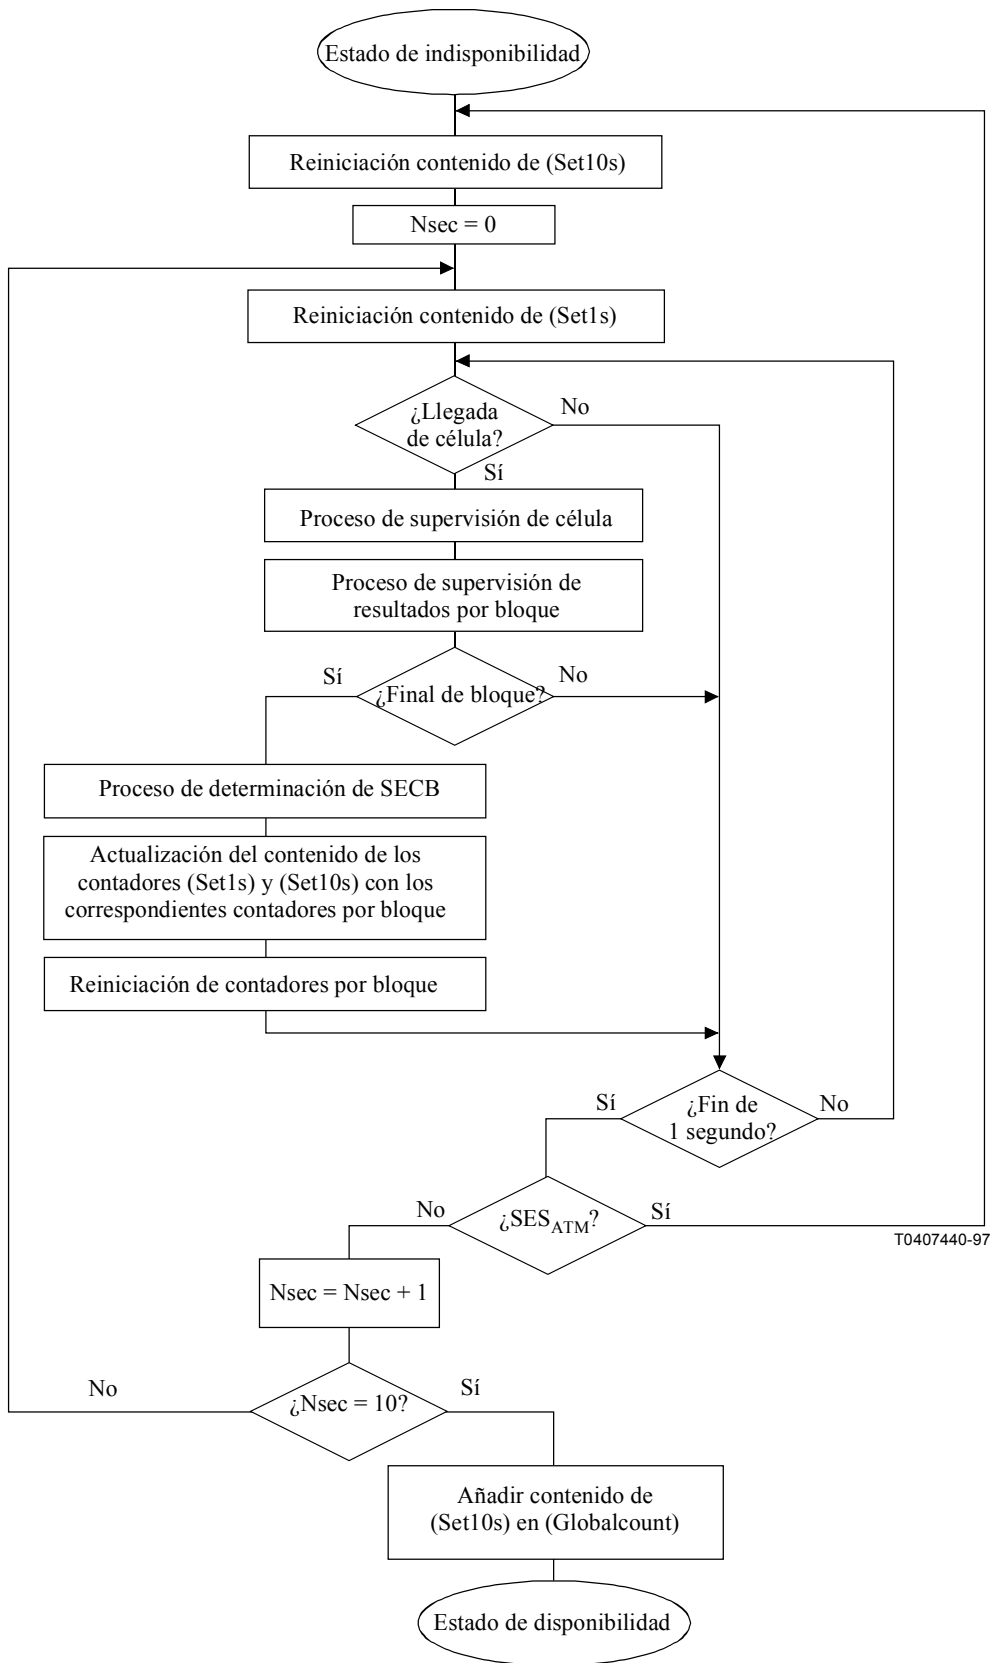 Estado de indisponibilidad
Reiniciación contenido de (Set10s)
Nsec = 0
Reiniciación contenido de (Set1s)
¿Llegada
de célula?
No
Sí
Proceso de supervisión de célula
Proceso de supervisión de
resultados por bloque
Sí
¿Final de bloque?
No
Proceso de determinación de SECB
Actualización del contenido de los
contadores (Set1s) y (Set10s) con los
correspondientes contadores por bloque
Reiniciación de contadores por bloque
Sí
¿Fin de
1 segundo?
No
No
¿SES_ATM?
Sí
T0407440-97
Nsec = Nsec + 1
No
¿Nsec = 10?
Sí
Añadir contenido de
(Set10s) en (Globalcount)
Estado de disponibilidad